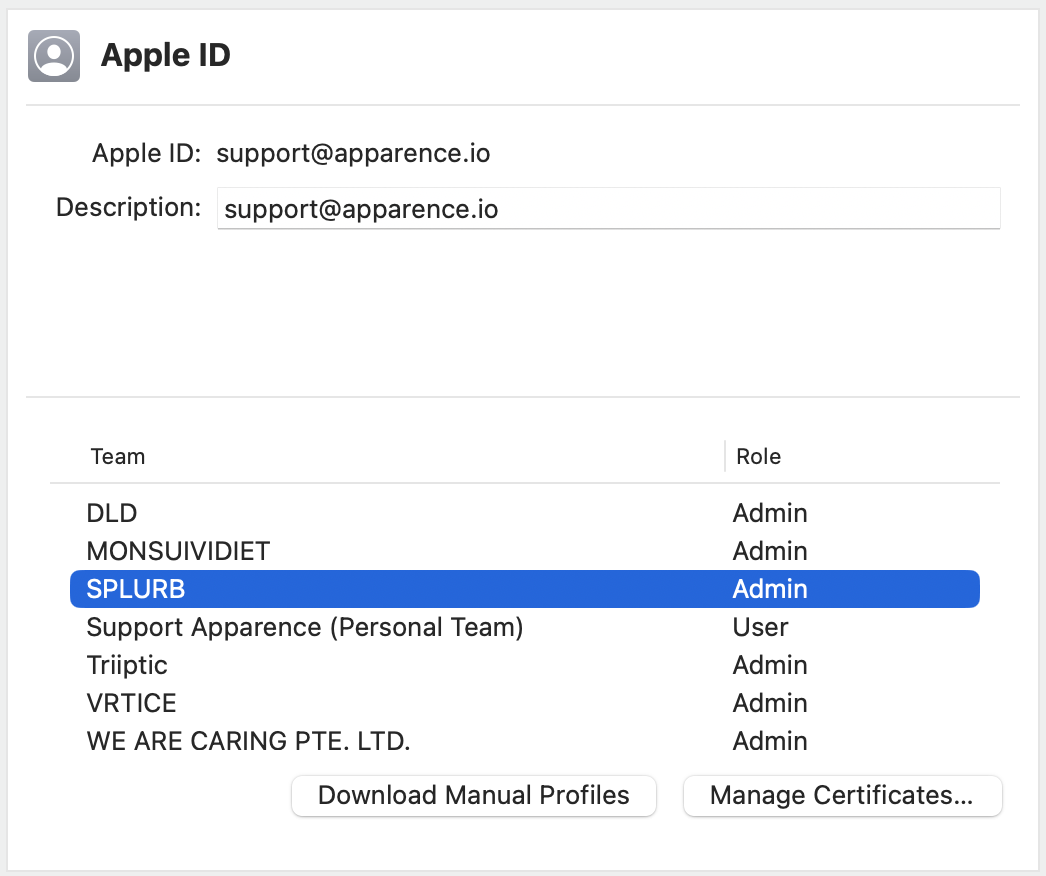 Apple ID
Apple ID: support@apparence.io
Description: support@apparence.io
Team Role
DLD Admin
MONSUIVIDIET Admin
SPLURB Admin
Support Apparence (Personal Team) User
Triiptic Admin
VRTICE Admin
WE ARE CARING PTE. LTD. Admin
Download Manual Profiles Manage Certificates...